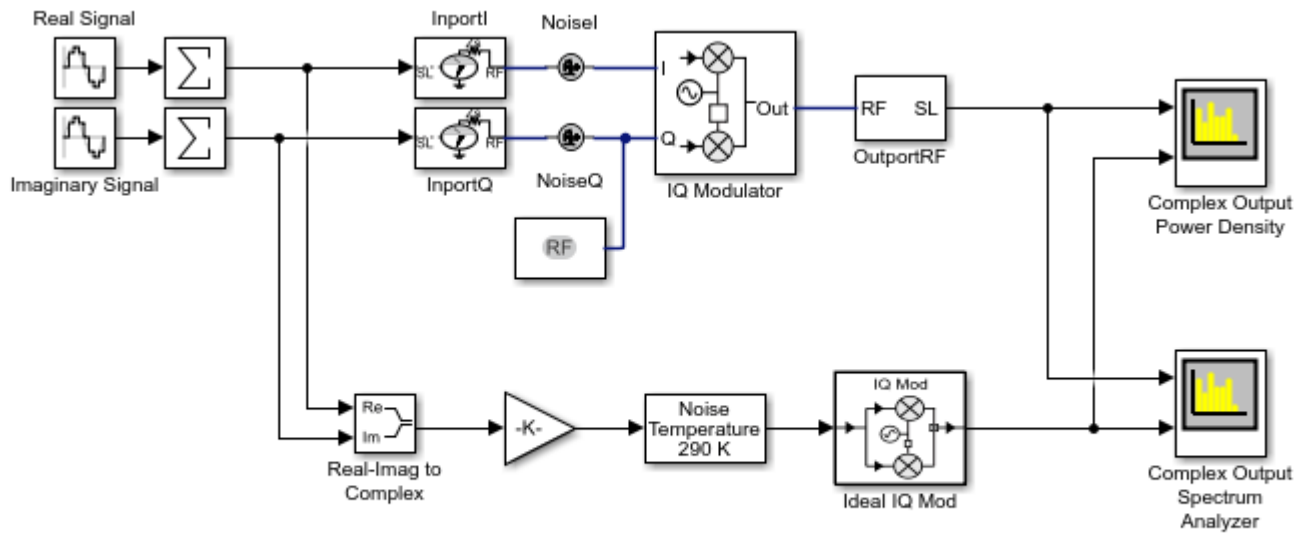 Real Signal
InportI
NoiseI
SL
RF
I
Out
RF
SL
Imaginary Signal
SL
RF
Q
InportQ
NoiseQ
IQ Modulator
OutportRF
RF
Complex Output
Power Density
Re
Im
Real-Imag to
Complex
-K-
Noise
Temperature
290 K
IQ Mod
Ideal IQ Mod
Complex Output
Spectrum
Analyzer